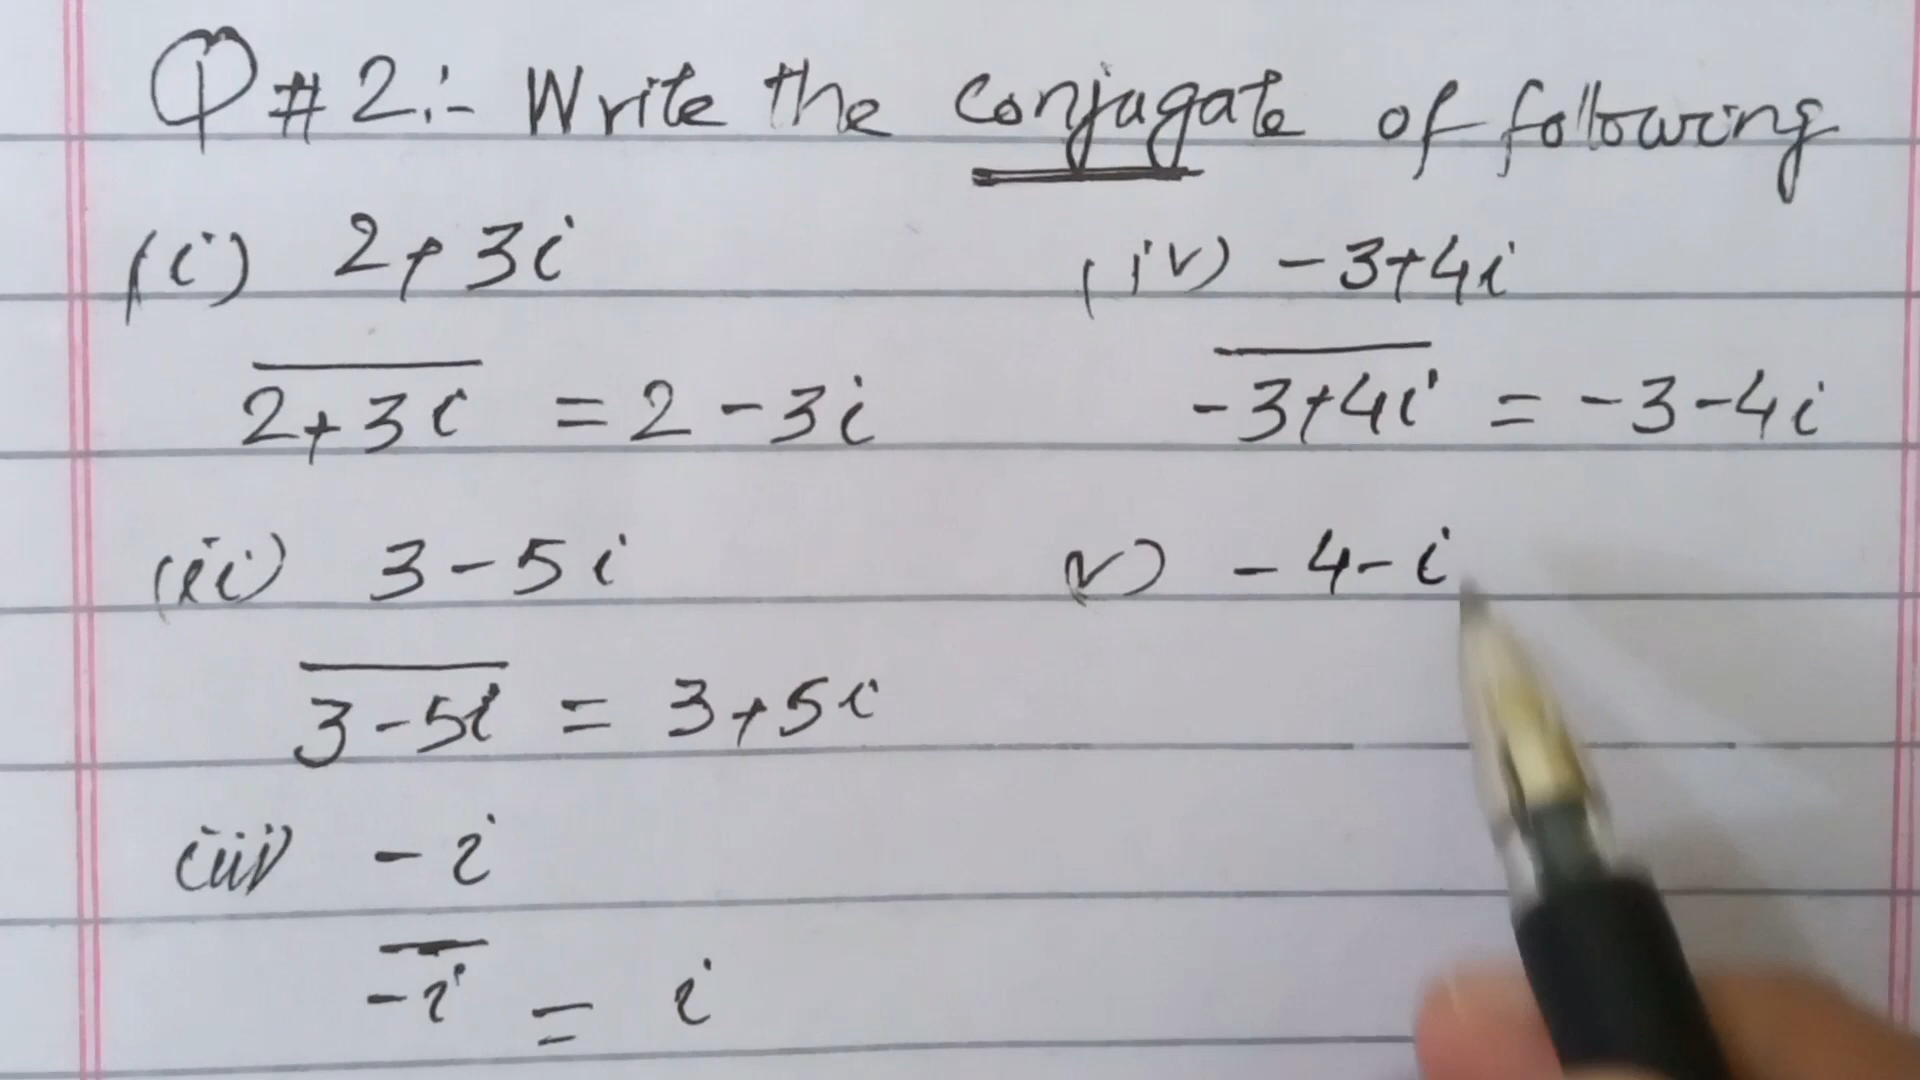 Q # 2:- Write the conjugate of following
(i) 2+3i
\overline{2+3i} = 2-3i
(ii) 3-5i
\overline{3-5i} = 3+5i
(iii) -i
\overline{-i} = i
(iv) -3+4i
\overline{-3+4i} = -3-4i
(v) -4-i